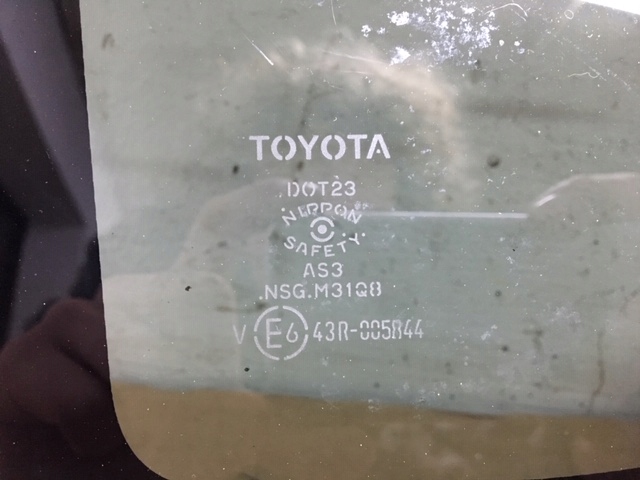 TOYOTA
DOT23
NIPPON
SAFETY
AS3
NSG.M31Q8
V E6 43R-005844